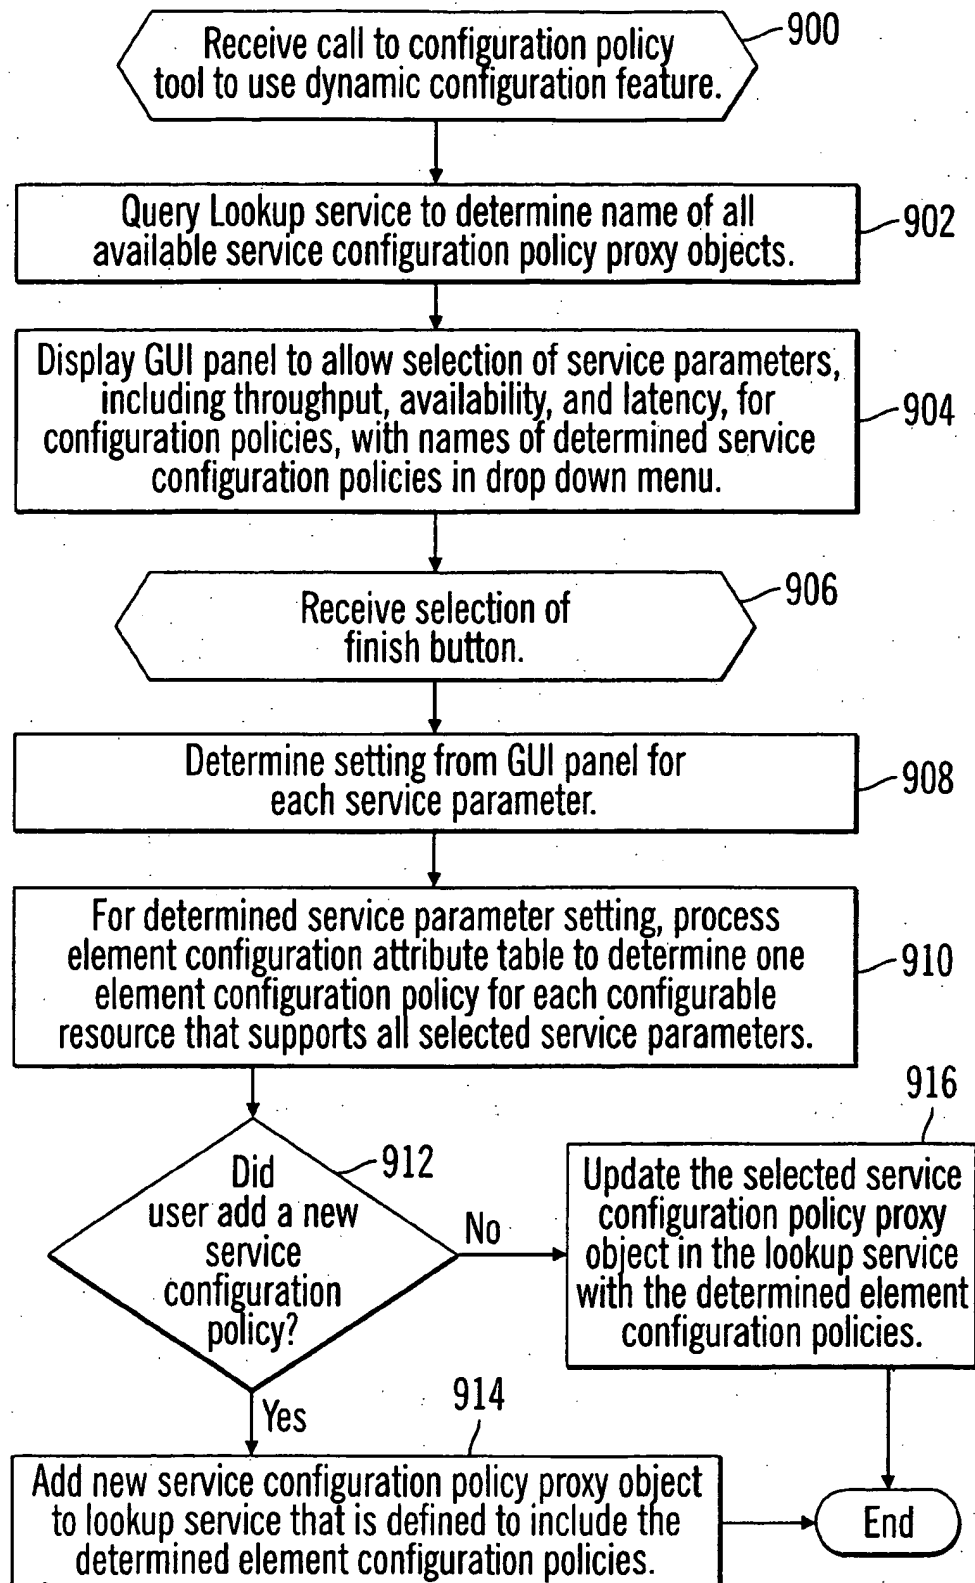 Receive call to configuration policy
tool to use dynamic configuration feature.
900
Query Lookup service to determine name of all
available service configuration policy proxy objects.
902
Display GUI panel to allow selection of service parameters,
including throughput, availability, and latency, for
configuration policies, with names of determined service
configuration policies in drop down menu.
904
Receive selection of
finish button.
906
Determine setting from GUI panel for
each service parameter.
908
For determined service parameter setting, process
element configuration attribute table to determine one
element configuration policy for each configurable
resource that supports all selected service parameters.
910
Did
user add a new
service
configuration
policy?
912
No
916
Update the selected service
configuration policy proxy
object in the lookup service
with the determined element
configuration policies.
Yes
914
Add new service configuration policy proxy object
to lookup service that is defined to include the
determined element configuration policies.
End